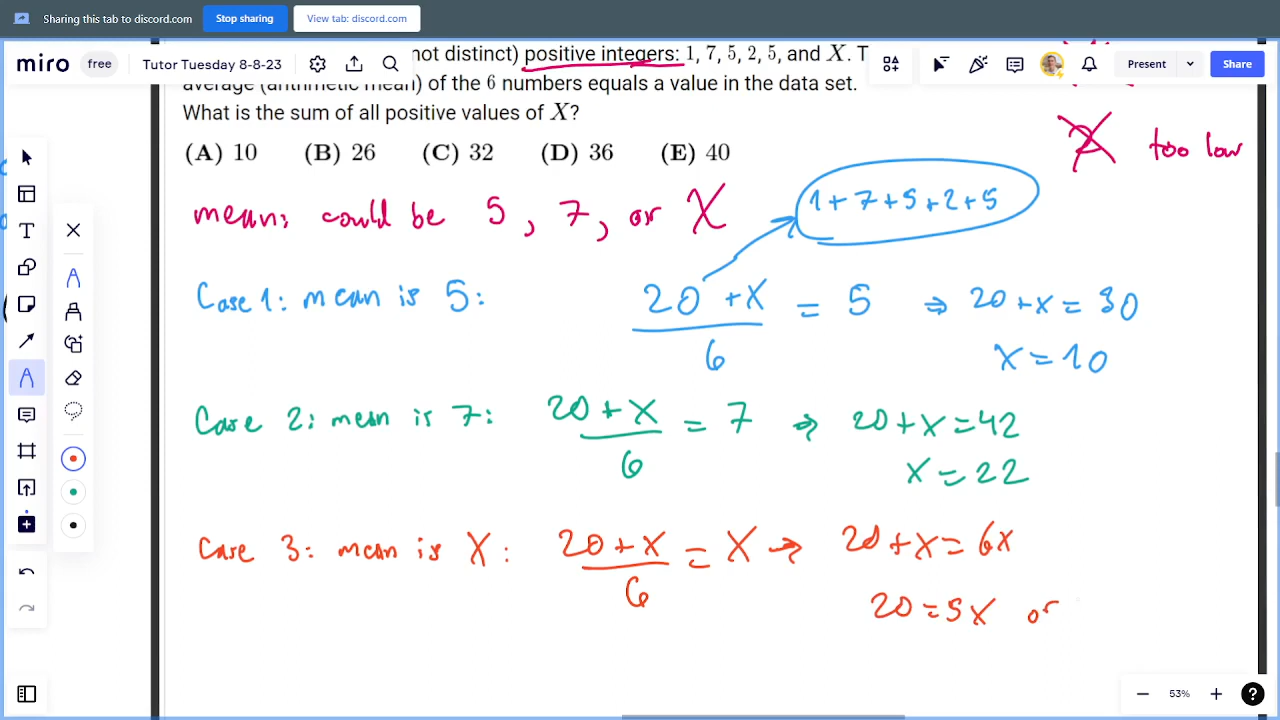 Sharing this tab to discord.com
Stop sharing
View tab: discord.com
not distinct) positive integers: 1, 7, 5, 2, 5, and X. T
miro free Tutor Tuesday 8-8-23 Present Share
average (arithmetic mean) of the 6 numbers equals a value in the data set.
What is the sum of all positive values of X?
(A) 10 (B) 26 (C) 32 (D) 36 (E) 40
2 too low
mean: could be 5, 7, or X
1 + 7 + 5 + 2 + 5
Case 1: mean is 5: 20 + X / 6 = 5 ⇒ 20 + x = 30
x = 10
Case 2: mean is 7: 20 + X / 6 = 7 → 20 + x = 42
x = 22
Case 3: mean is X: 20 + X / 6 = X → 20 + x = 6x
20 = 5x or
53%